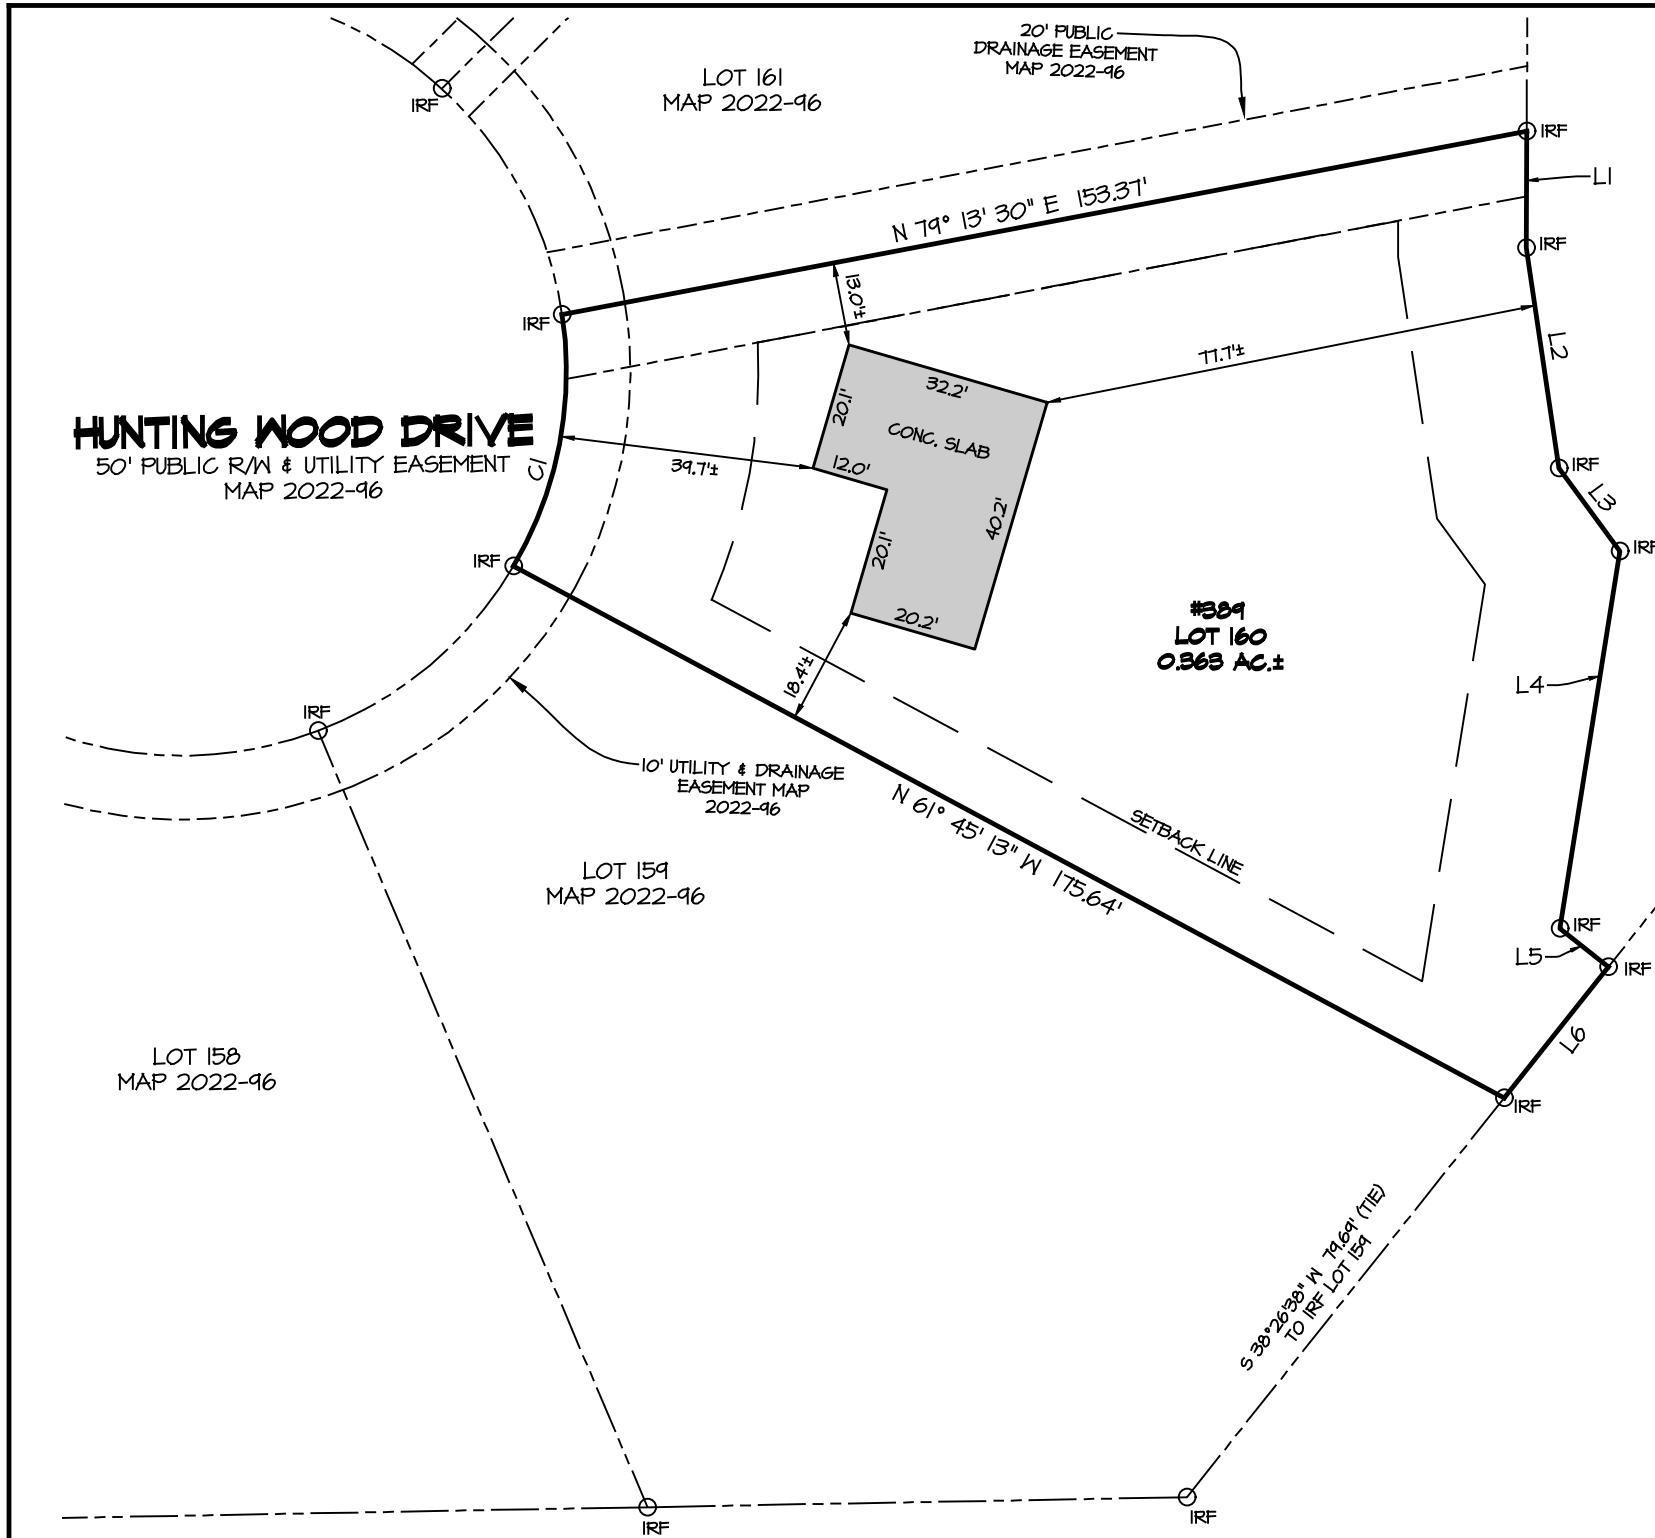 20' PUBLIC
DRAINAGE EASEMENT
MAP 2022-96
LOT 161
MAP 2022-96
IRF
IRF
L1
N 79° 13' 30" E 153.37'
IRF
13.0'±
IRF
L2
77.7'±
32.2'
20.1'
CONC. SLAB
HUNTING WOOD DRIVE
50' PUBLIC R/W & UTILITY EASEMENT
MAP 2022-96
C1
39.7'±
12.0'
IRF
L3
40.2'
20.1'
IRF
IRF
20.2'
#389
LOT 160
0.363 AC.±
18.4'±
L4
IRF
10' UTILITY & DRAINAGE
EASEMENT MAP
2022-96
N 61° 45' 13" W 175.64'
SETBACK LINE
LOT 159
MAP 2022-96
IRF
L5
IRF
L6
LOT 158
MAP 2022-96
IRF
S 38°26'38" W 79.69' (TIE)
TO IRF LOT 159
IRF
IRF